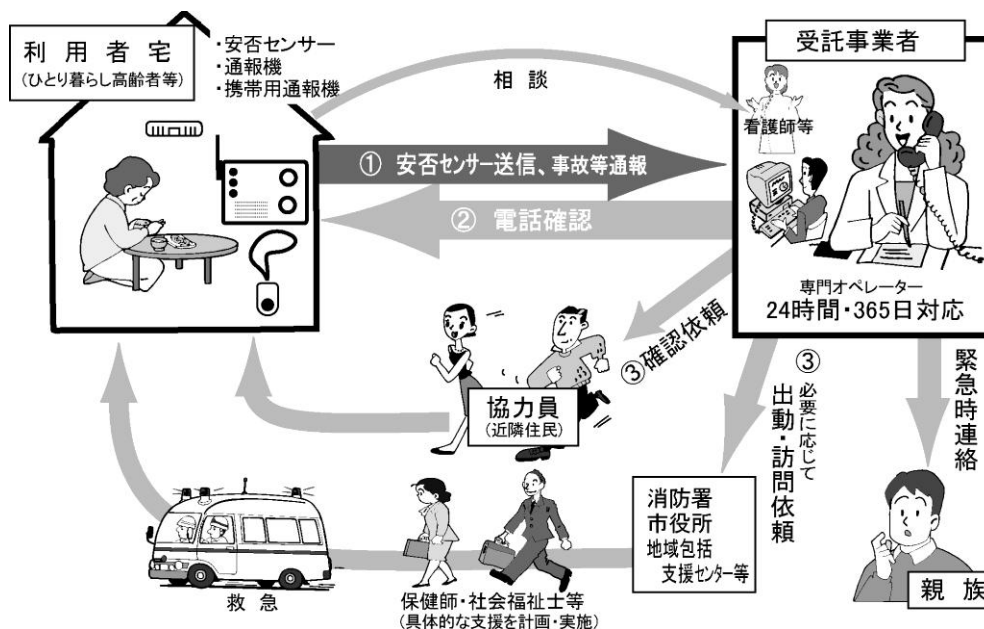 利用者宅
(ひとり暮らし高齢者等)
・安否センサー
・通報機
・携帯用通報機
相談
受託事業者
看護師等
① 安否センサー送信、事故等通報
② 電話確認
専門オペレーター
24時間・365日対応
③確認依頼
協力員
(近隣住民)
③ 必要に応じて
出動・訪問依頼
緊急時連絡
消防署
市役所
地域包括
支援センター等
親族
救急
保健師・社会福祉士等
(具体的な支援を計画・実施)